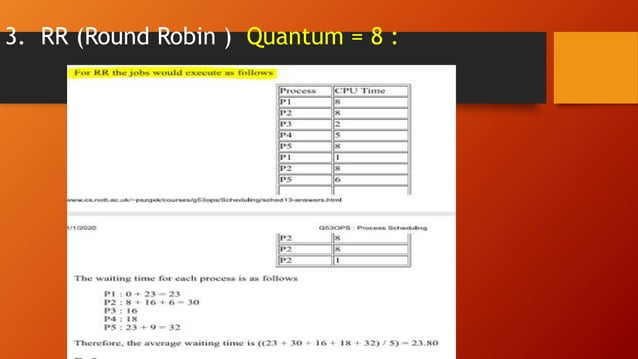 3. RR (Round Robin ) Quantum = 8 :
For RR the jobs would execute as follows
Process CPU Time
P1 8
P2 8
P3 2
P4 5
P5 8
P1 1
P2 8
P5 6
www.cs.nott.ac.uk/~pszgxk/courses/g53ops/Scheduling/sched13-answers.html
1/1/2020 G53OPS : Process Scheduling
P2 8
P2 8
P2 1
The waiting time for each process is as follows
P1 : 0 + 23 = 23
P2 : 8 + 16 + 6 = 30
P3 : 16
P4 : 18
P5 : 23 + 9 = 32
Therefore, the average waiting time is ((23 + 30 + 16 + 18 + 32) / 5) = 23.80